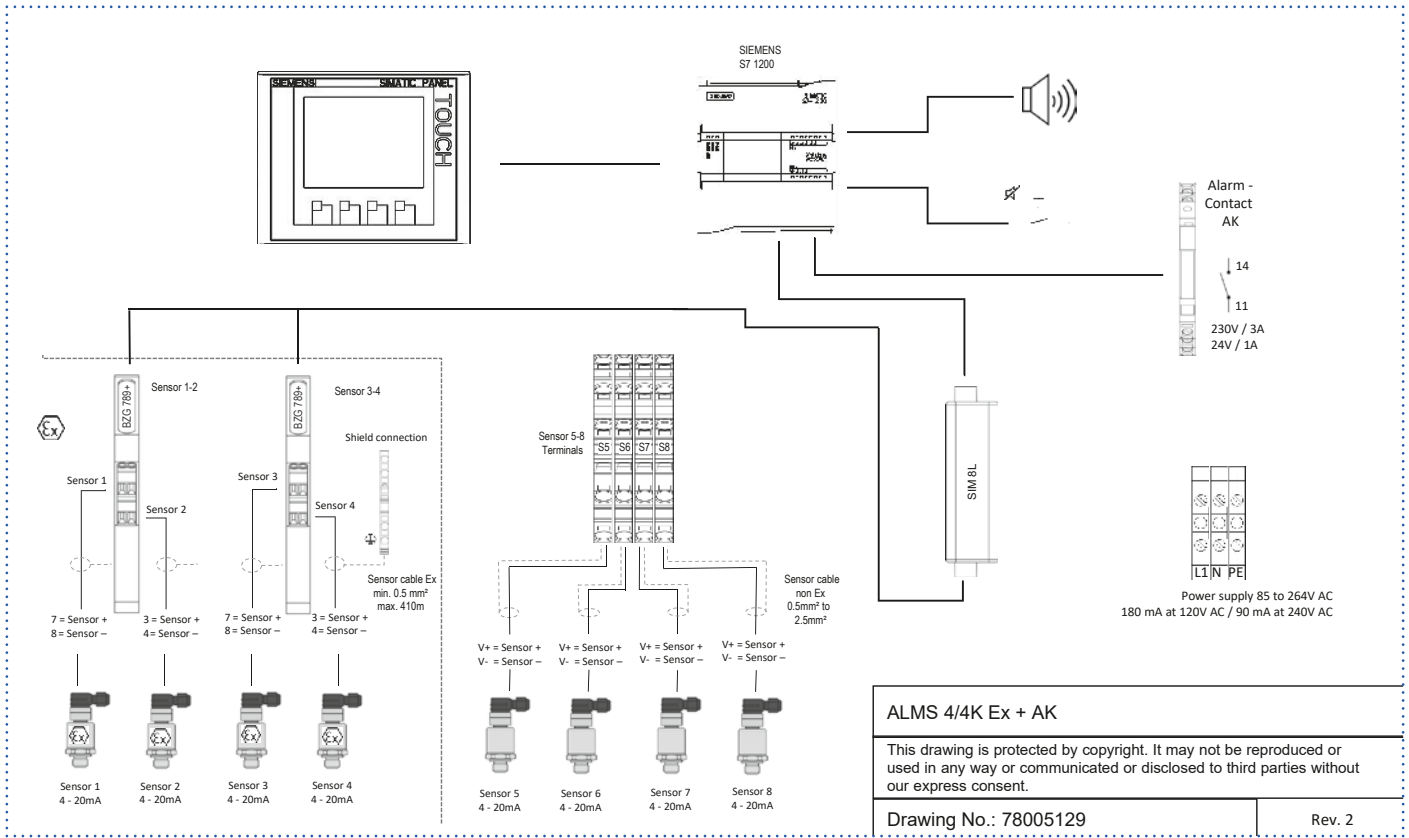 SIEMENS
S7 1200
SIEMENS SIMATIC PANEL
TOUCH
Alarm -
Contact
AK
14
11
230V / 3A
24V / 1A
BZG 789+
Sensor 1-2
BZG 789+
Sensor 3-4
Ex
Shield connection
Sensor 1
Sensor 2
Sensor 3
Sensor 4
Sensor cable Ex
min. 0.5 mm²
max. 410m
7 = Sensor +
8 = Sensor –
3 = Sensor +
4= Sensor –
7 = Sensor +
8 = Sensor –
3 = Sensor +
4= Sensor –
Ex
Ex
Ex
Ex
Sensor 1
4 - 20mA
Sensor 2
4 - 20mA
Sensor 3
4 - 20mA
Sensor 4
4 - 20mA
Sensor 5-8
Terminals
S5 S6 S7 S8
Sensor cable
non Ex
0.5mm² to
2.5mm²
V+ = Sensor +
V- = Sensor –
V+ = Sensor +
V- = Sensor –
V+ = Sensor +
V- = Sensor –
V+ = Sensor +
V- = Sensor –
Sensor 5
4 - 20mA
Sensor 6
4 - 20mA
Sensor 7
4 - 20mA
Sensor 8
4 - 20mA
SIM 8L
L1 N PE
Power supply 85 to 264V AC
180 mA at 120V AC / 90 mA at 240V AC
ALMS 4/4K Ex + AK
This drawing is protected by copyright. It may not be reproduced or
used in any way or communicated or disclosed to third parties without
our express consent.
Drawing No.: 78005129
Rev. 2